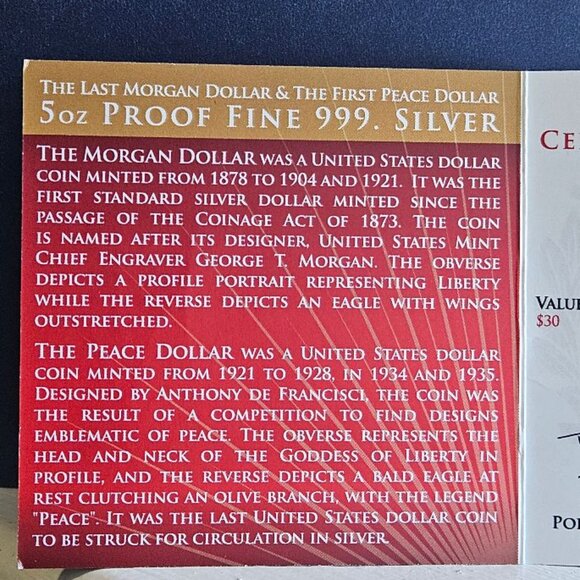 THE LAST MORGAN DOLLAR & THE FIRST PEACE DOLLAR
5OZ PROOF FINE 999. SILVER
THE MORGAN DOLLAR WAS A UNITED STATES DOLLAR
COIN MINTED FROM 1878 TO 1904 AND 1921. IT WAS THE
FIRST STANDARD SILVER DOLLAR MINTED SINCE THE
PASSAGE OF THE COINAGE ACT OF 1873. THE COIN
IS NAMED AFTER ITS DESIGNER, UNITED STATES MINT
CHIEF ENGRAVER GEORGE T. MORGAN. THE OBVERSE
DEPICTS A PROFILE PORTRAIT REPRESENTING LIBERTY
WHILE THE REVERSE DEPICTS AN EAGLE WITH WINGS
OUTSTRETCHED.
THE PEACE DOLLAR WAS A UNITED STATES DOLLAR
COIN MINTED FROM 1921 TO 1928, IN 1934 AND 1935.
DESIGNED BY ANTHONY DE FRANCISCI, THE COIN WAS
THE RESULT OF A COMPETITION TO FIND DESIGNS
EMBLEMATIC OF PEACE. THE OBVERSE REPRESENTS THE
HEAD AND NECK OF THE GODDESS OF LIBERTY IN
PROFILE, AND THE REVERSE DEPICTS A BALD EAGLE AT
REST CLUTCHING AN OLIVE BRANCH, WITH THE LEGEND
"PEACE". IT WAS THE LAST UNITED STATES DOLLAR COIN
TO BE STRUCK FOR CIRCULATION IN SILVER.
CE
VALUE
$30